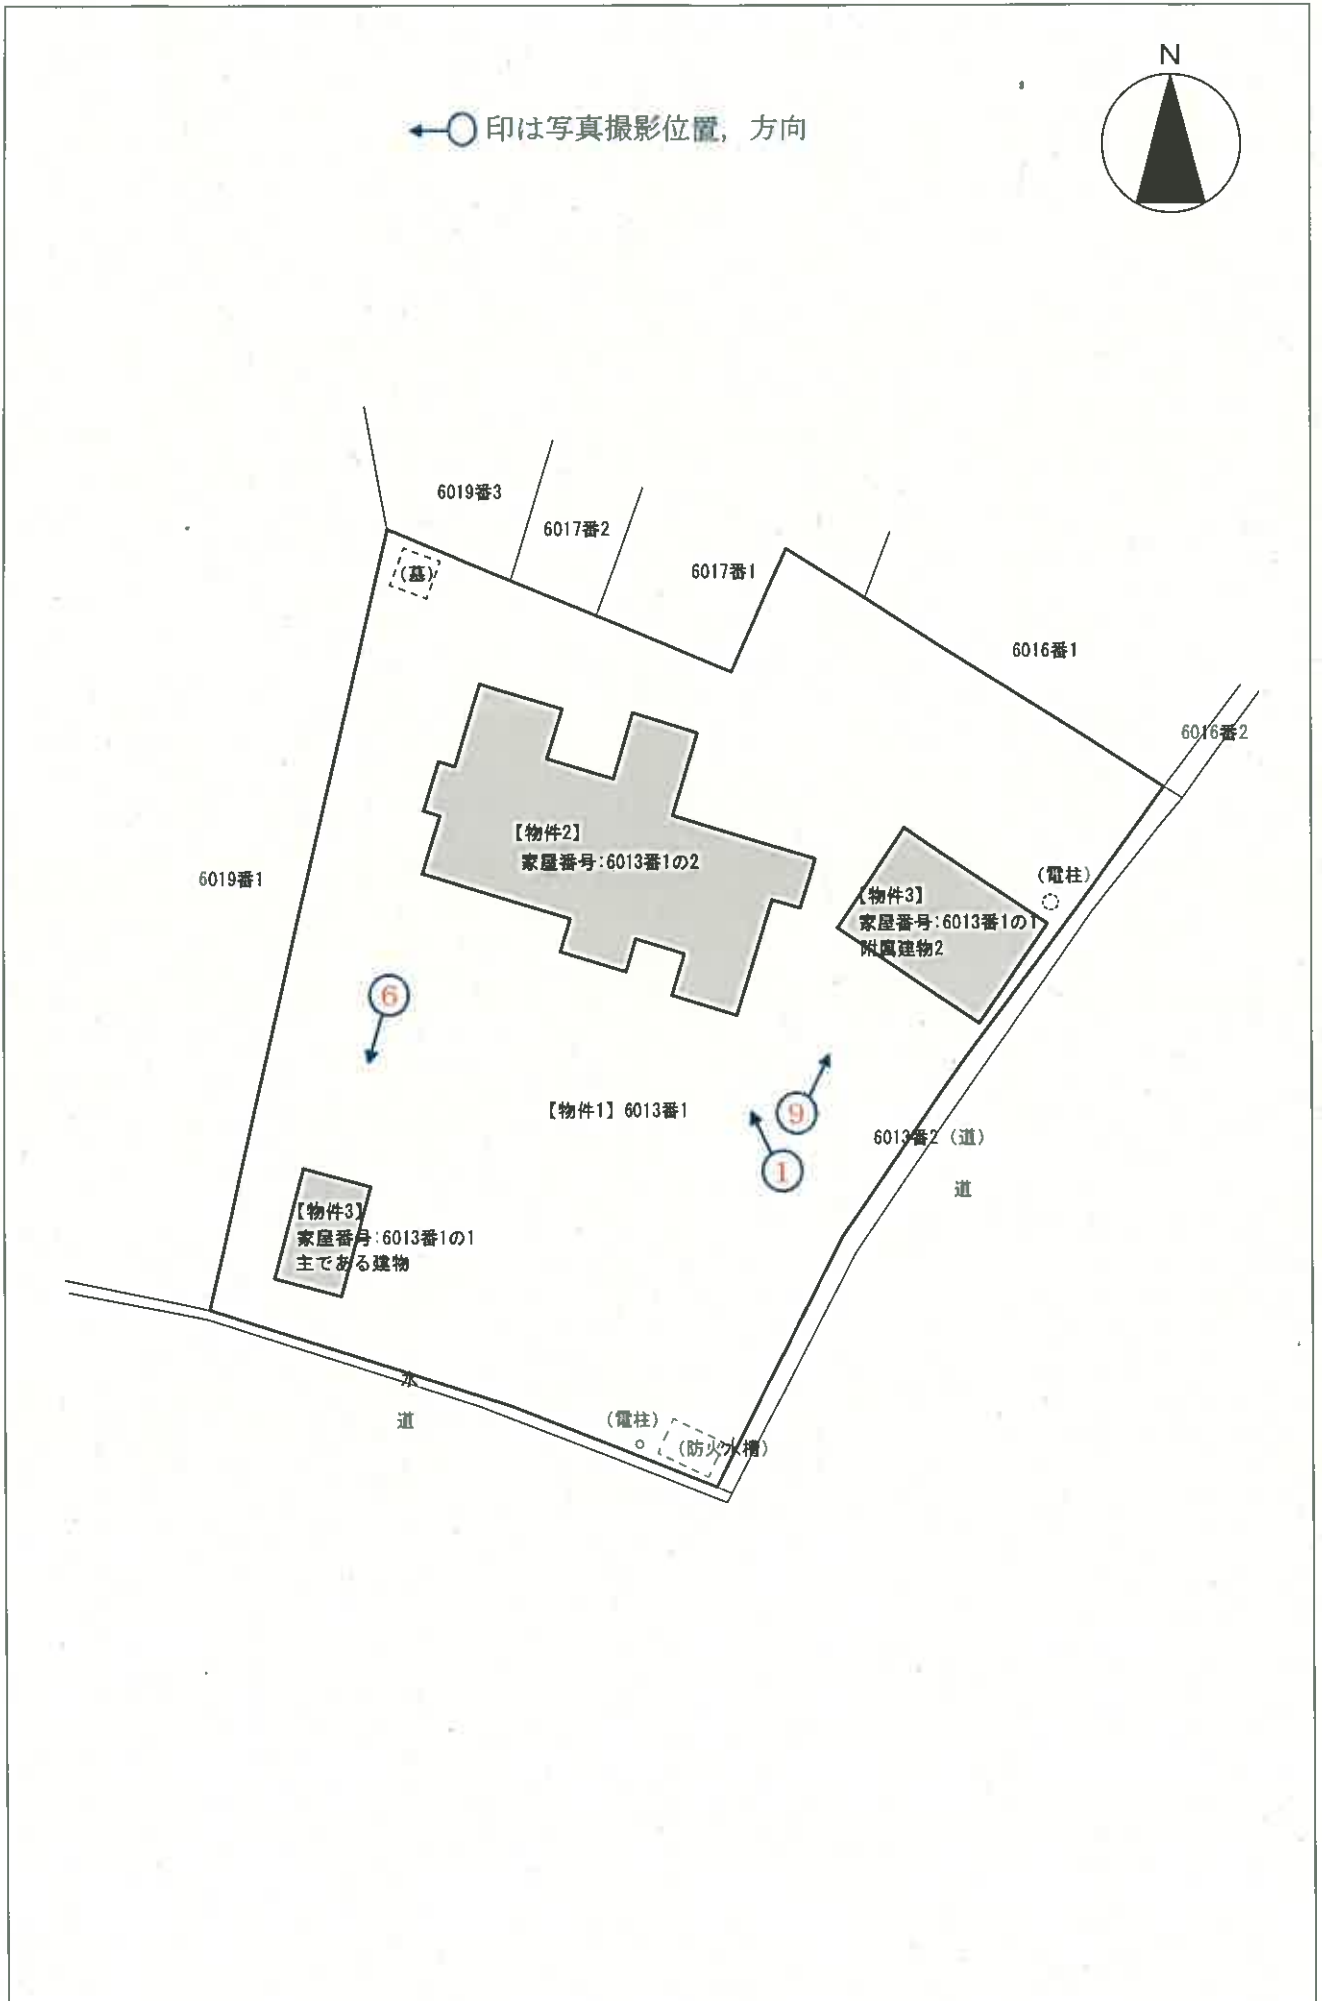 N
印は写真撮影位置，方向
6019番3
6017番2
6017番1
(墓)
6016番1
6016番2
【物件2】
家屋番号:6013番1の2
6019番1
(電柱)
【物件3】
家屋番号:6013番1の1
附属建物2
6
【物件1】6013番1
9
1
6013番2（道）
道
【物件3】
家屋番号:6013番1の1
主である建物
水
道
(電柱)
(防火水槽)